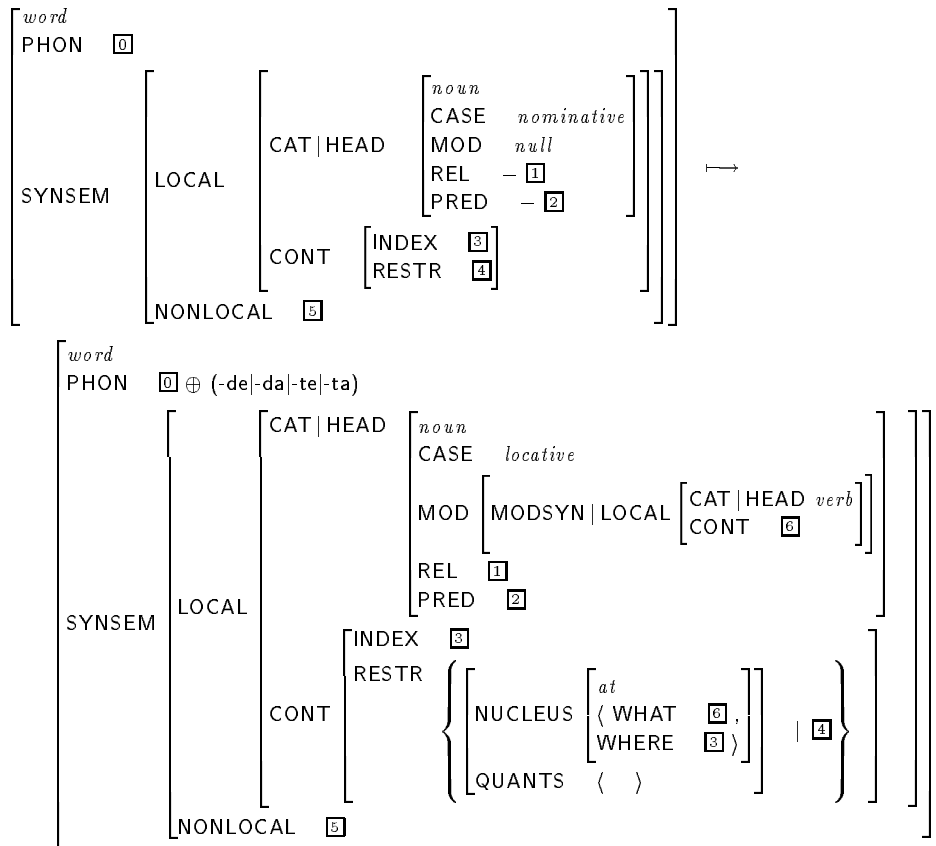 word
PHON 0
SYNSEM LOCAL CAT|HEAD noun
CASE nominative
MOD null
REL – 1
PRED – 2
CONT INDEX 3
RESTR 4
NONLOCAL 5
⟼
word
PHON 0 ⊕ (-de|-da|-te|-ta)
SYNSEM LOCAL CAT|HEAD noun
CASE locative
MOD MODSYN|LOCAL CAT|HEAD verb
CONT 6
REL 1
PRED 2
CONT INDEX 3
RESTR { NUCLEUS at
⟨ WHAT 6 ,
WHERE 3 ⟩
QUANTS ⟨ ⟩ | 4 }
NONLOCAL 5